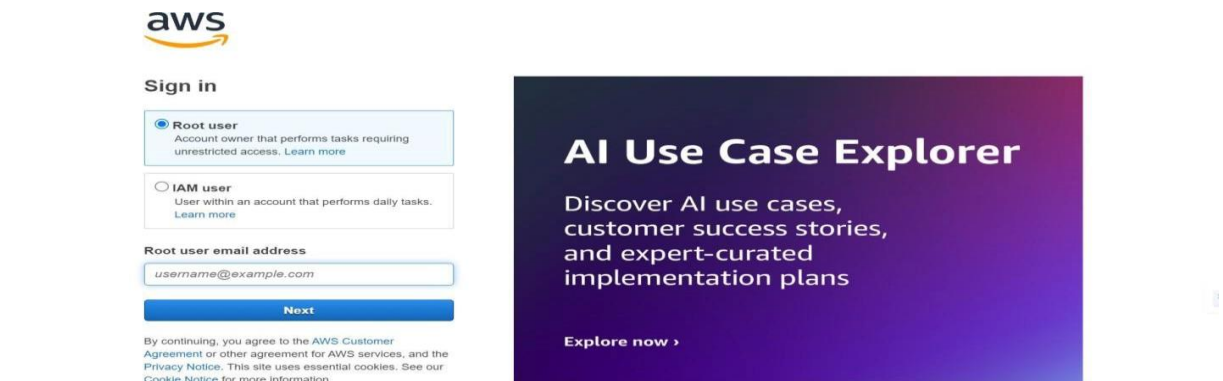 aws
Sign in
Root user
Account owner that performs tasks requiring
unrestricted access. Learn more
IAM user
User within an account that performs daily tasks.
Learn more
Root user email address
username@example.com
Next
By continuing, you agree to the AWS Customer
Agreement or other agreement for AWS services, and the
Privacy Notice. This site uses essential cookies. See our
Cookie Notice for more information.
AI Use Case Explorer
Discover AI use cases,
customer success stories,
and expert-curated
implementation plans
Explore now ›